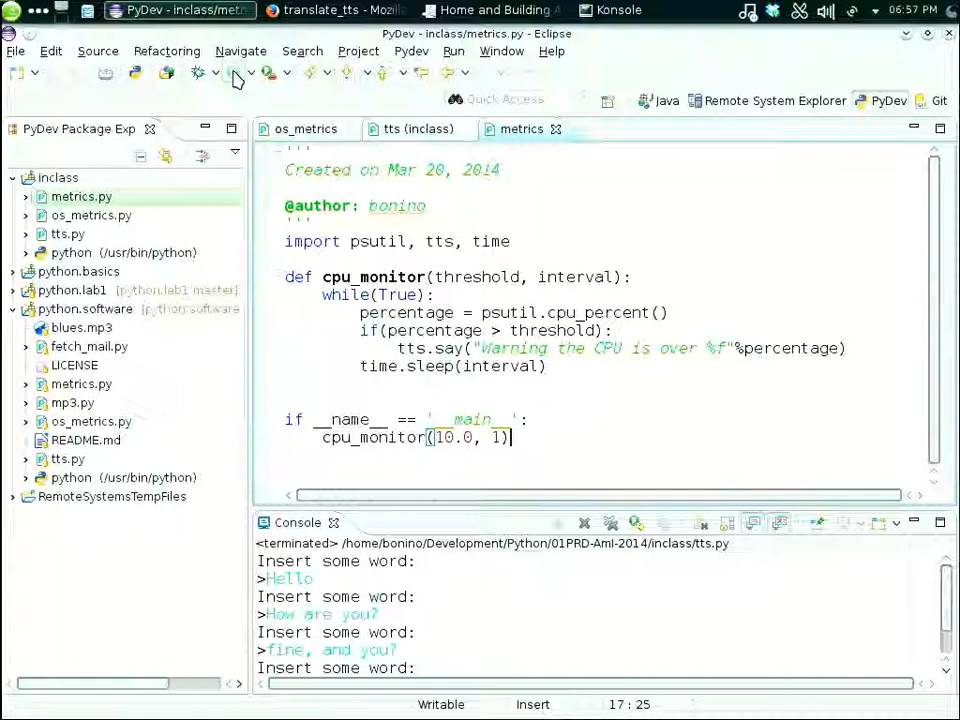 PyDev - inclass/metr...
translate_tts - Mozill...
Home and Building A...
Konsole
06:57 PM
PyDev - inclass/metrics.py - Eclipse
File Edit Source Refactoring Navigate Search Project Pydev Run Window Help
Quick Access
Java Remote System Explorer PyDev Git
PyDev Package Exp
os_metrics tts (inclass) metrics
inclass
metrics.py
os_metrics.py
tts.py
python (/usr/bin/python)
python.basics
python.lab1 [python.lab1 master]
python.software [python.software
blues.mp3
fetch_mail.py
LICENSE
metrics.py
mp3.py
os_metrics.py
README.md
tts.py
python (/usr/bin/python)
RemoteSystemsTempFiles
'''
Created on Mar 20, 2014
@author: bonino
'''
import psutil, tts, time
def cpu_monitor(threshold, interval):
while(True):
percentage = psutil.cpu_percent()
if(percentage > threshold):
tts.say("Warning the CPU is over %f"%percentage)
time.sleep(interval)
if __name__ == '__main__':
cpu_monitor(10.0, 1)
Console
<terminated> /home/bonino/Development/Python/01PRD-AmI-2014/inclass/tts.py
Insert some word:
>Hello
Insert some word:
>How are you?
Insert some word:
>fine, and you?
Insert some word:
Writable Insert 17 : 25